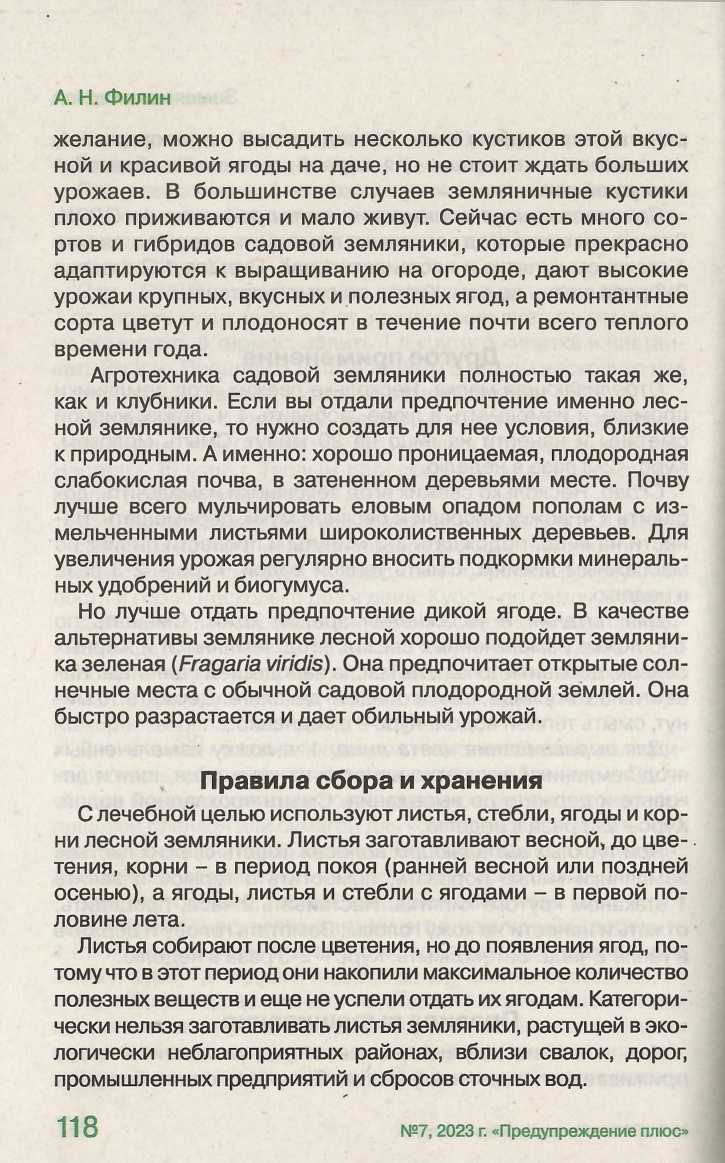 А. Н. Филин
желание, можно высадить несколько кустиков этой вкус-
ной и красивой ягоды на даче, но не стоит ждать больших
урожаев. В большинстве случаев земляничные кустики
плохо приживаются и мало живут. Сейчас есть много со-
ртов и гибридов садовой земляники, которые прекрасно
адаптируются к выращиванию на огороде, дают высокие
урожаи крупных, вкусных и полезных ягод, а ремонтантные
сорта цветут и плодоносят в течение почти всего теплого
времени года.
Агротехника садовой земляники полностью такая же,
как и клубники. Если вы отдали предпочтение именно лес-
ной землянике, то нужно создать для нее условия, близкие
к природным. А именно: хорошо проницаемая, плодородная
слабокислая почва, в затененном деревьями месте. Почву
лучше всего мульчировать еловым опадом пополам с из-
мельченными листьями широколиственных деревьев. Для
увеличения урожая регулярно вносить подкормки минераль-
ных удобрений и биогумуса.
Но лучше отдать предпочтение дикой ягоде. В качестве
альтернативы землянике лесной хорошо подойдет земляни-
ка зеленая (Fragaria viridis). Она предпочитает открытые сол-
нечные места с обычной садовой плодородной землей. Она
быстро разрастается и дает обильный урожай.
Правила сбора и хранения
С лечебной целью используют листья, стебли, ягоды и кор-
ни лесной земляники. Листья заготавливают весной, до цве-
тения, корни – в период покоя (ранней весной или поздней
осенью), а ягоды, листья и стебли с ягодами – в первой по-
ловине лета.
Листья собирают после цветения, но до появления ягод, по-
тому что в этот период они накопили максимальное количество
полезных веществ и еще не успели отдать их ягодам. Категори-
чески нельзя заготавливать листья земляники, растущей в эко-
логически неблагоприятных районах, вблизи свалок, дорог,
промышленных предприятий и сбросов сточных вод.
118
№7, 2023 г. «Предупреждение плюс»